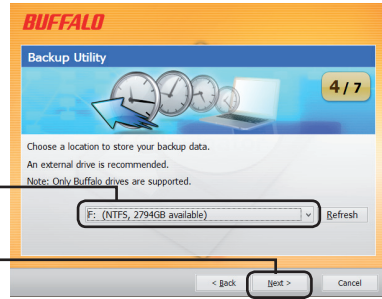 BUFFALO
Backup Utility
4/7
Choose a location to store your backup data.
An external drive is recommended.
Note: Only Buffalo drives are supported.
F: (NTFS, 2794GB available)
Refresh
< Back
Next >
Cancel